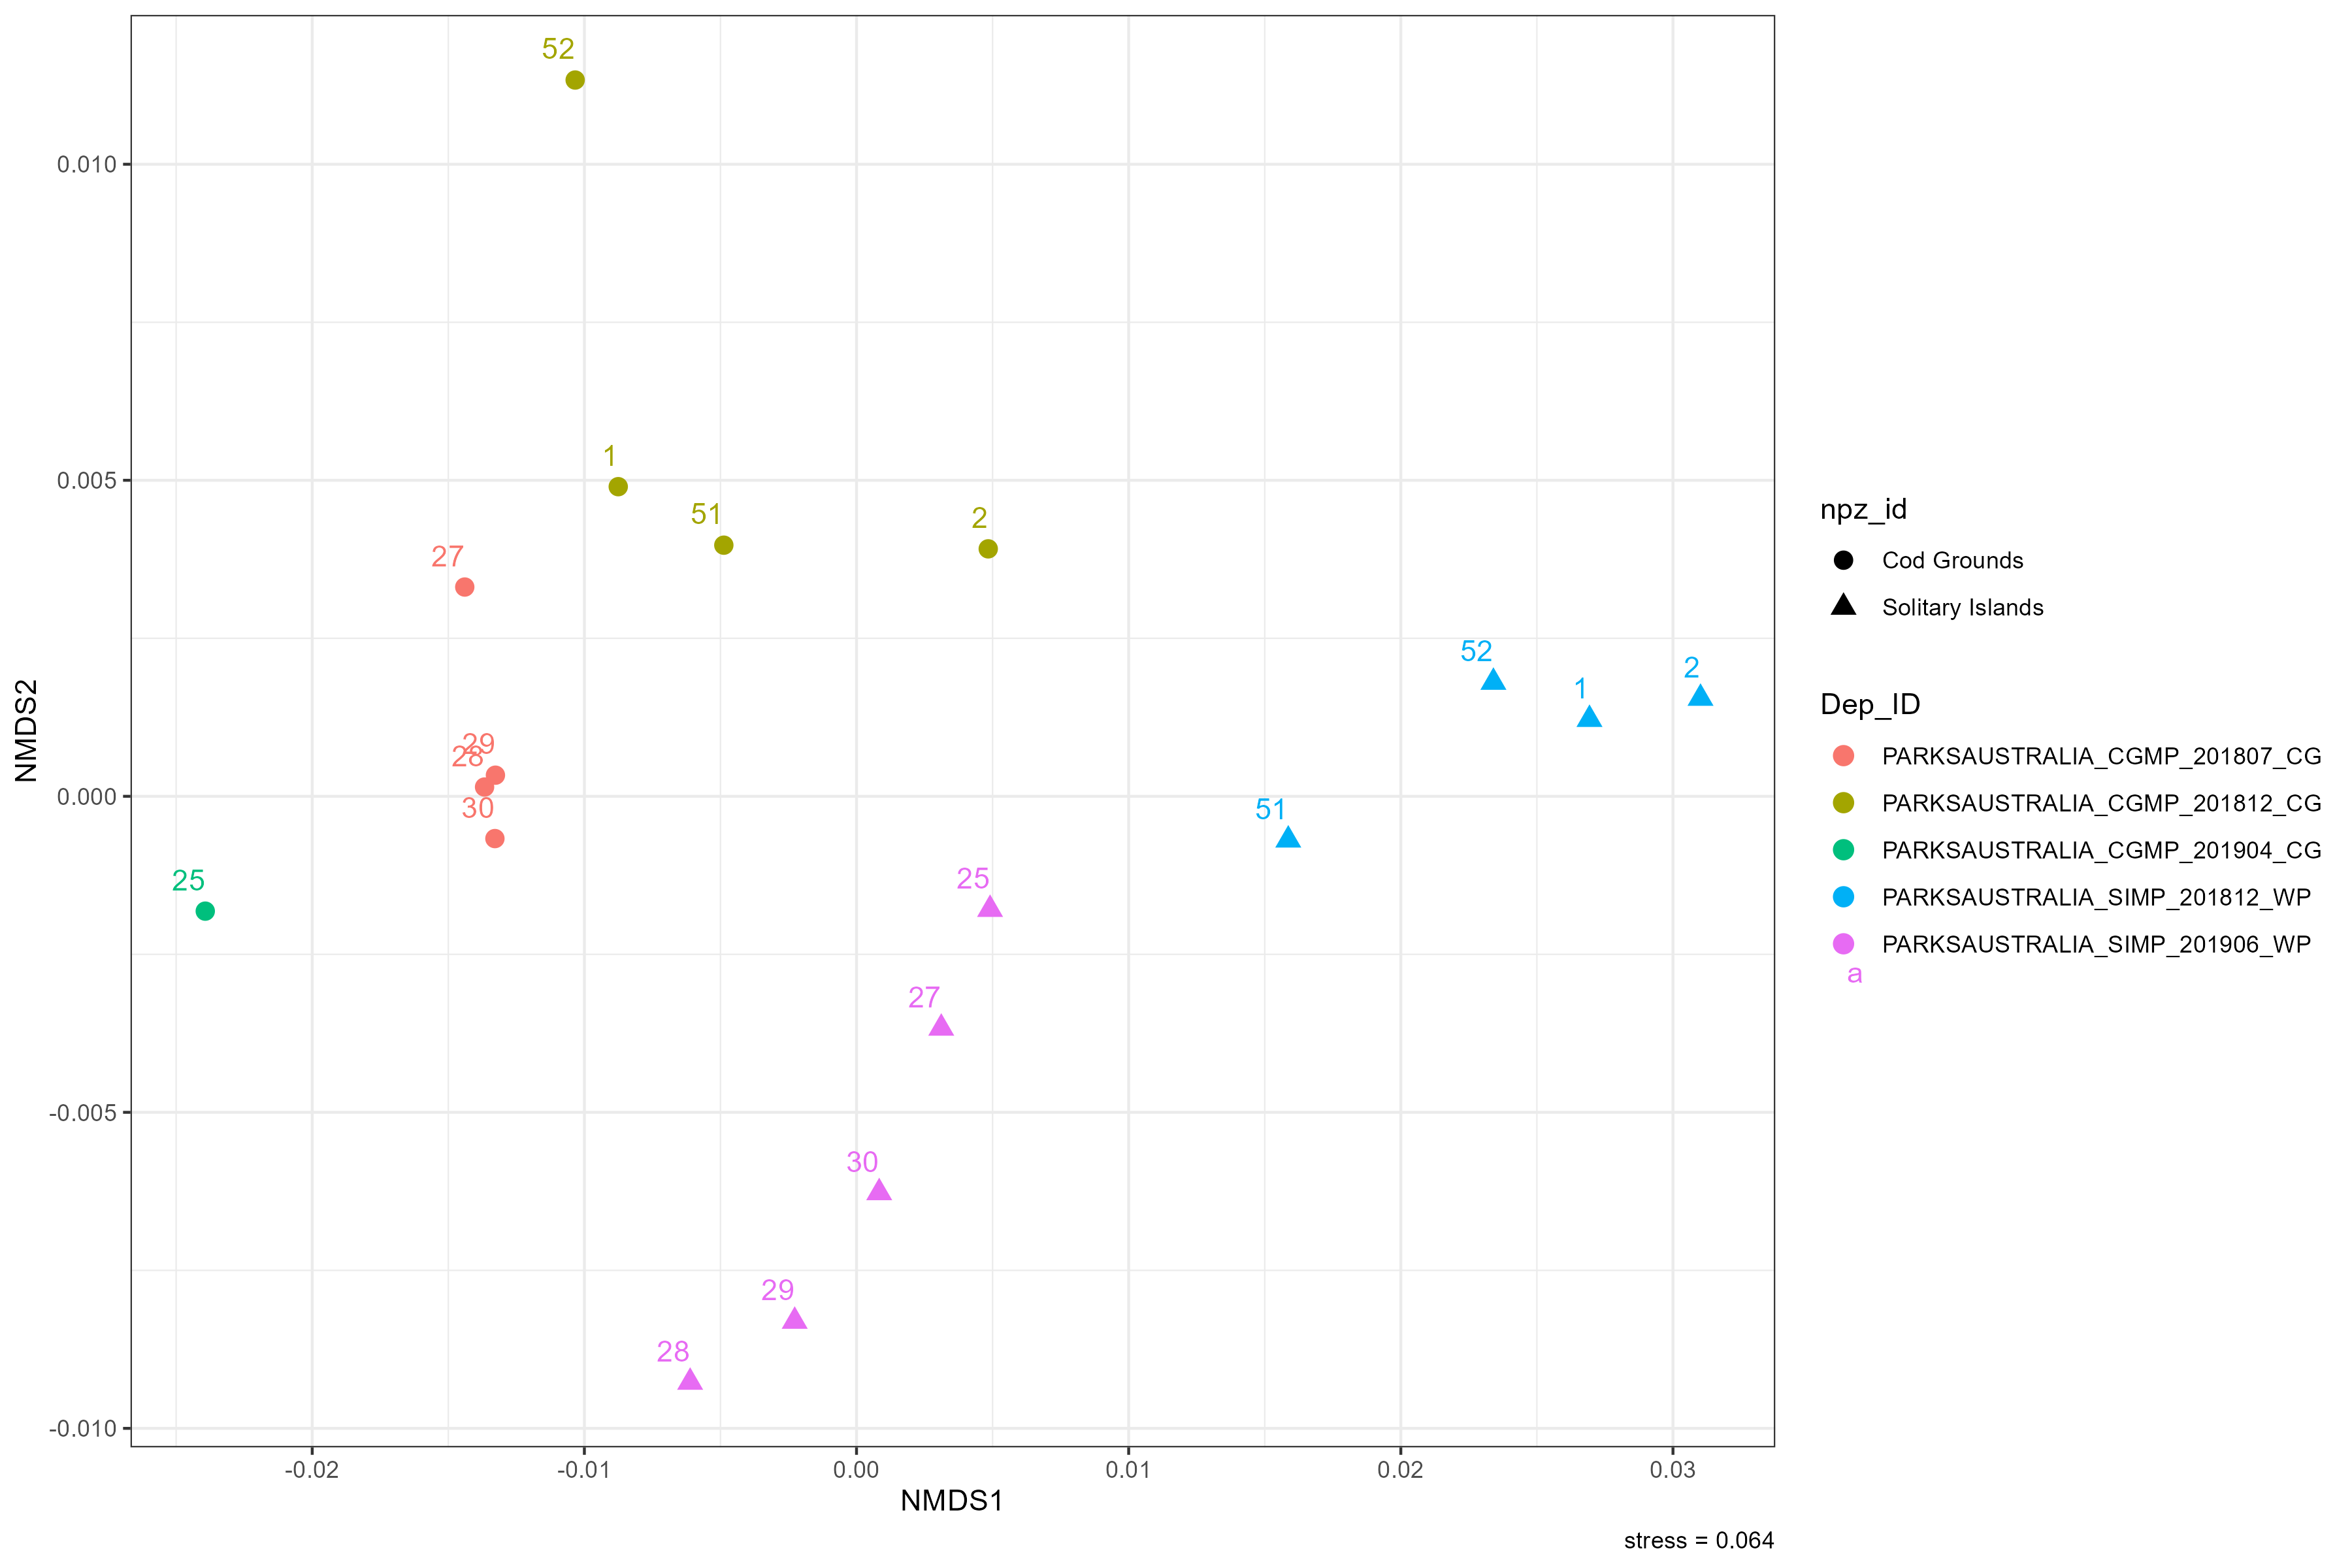 52
0.010
1
0.005
51
2
27
52
2
1
29
28
0.000
30
51
25
25
27
-0.005
30
29
28
-0.010
-0.02
-0.01
0.00
0.01
0.02
0.03
NMDS1
NMDS2
stress = 0.064
npz_id
Cod Grounds
Solitary Islands
Dep_ID
PARKSAUSTRALIA_CGMP_201807_CG
PARKSAUSTRALIA_CGMP_201812_CG
PARKSAUSTRALIA_CGMP_201904_CG
PARKSAUSTRALIA_SIMP_201812_WP
PARKSAUSTRALIA_SIMP_201906_WP
a